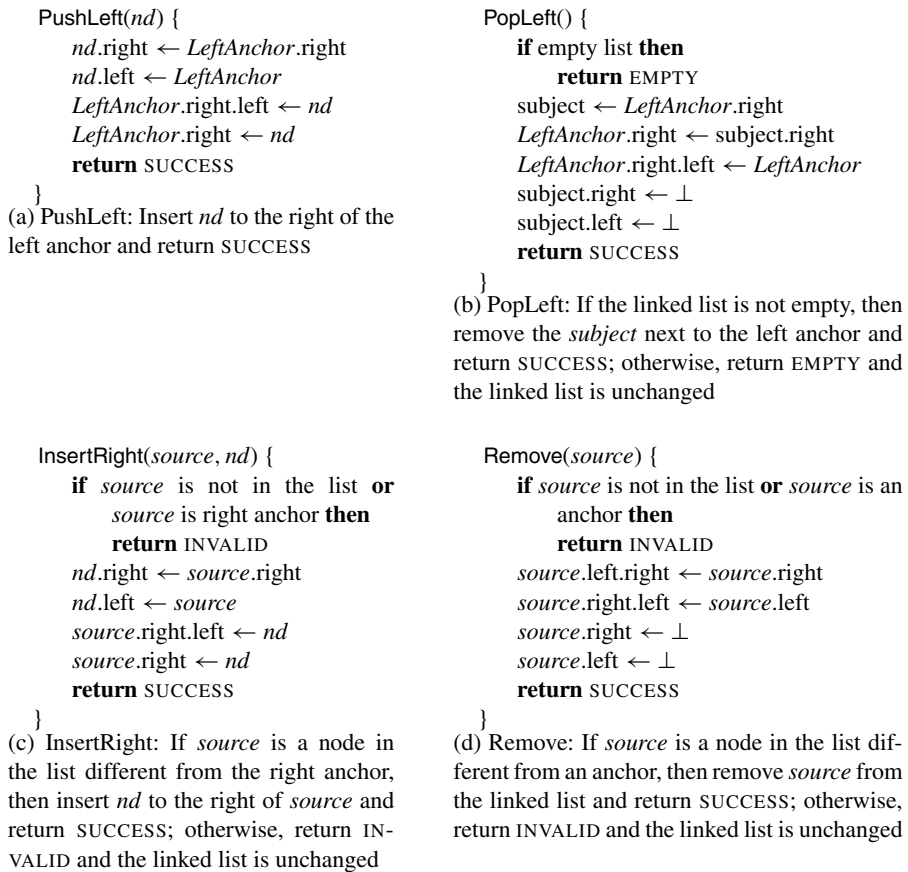 PushLeft(nd) {
nd.right ← LeftAnchor.right
nd.left ← LeftAnchor
LeftAnchor.right.left ← nd
LeftAnchor.right ← nd
return SUCCESS
}
(a) PushLeft: Insert nd to the right of the
left anchor and return SUCCESS
PopLeft() {
if empty list then
return EMPTY
subject ← LeftAnchor.right
LeftAnchor.right ← subject.right
LeftAnchor.right.left ← LeftAnchor
subject.right ← ⊥
subject.left ← ⊥
return SUCCESS
}
(b) PopLeft: If the linked list is not empty, then
remove the subject next to the left anchor and
return SUCCESS; otherwise, return EMPTY and
the linked list is unchanged
InsertRight(source, nd) {
if source is not in the list or
source is right anchor then
return INVALID
nd.right ← source.right
nd.left ← source
source.right.left ← nd
source.right ← nd
return SUCCESS
}
(c) InsertRight: If source is a node in
the list different from the right anchor,
then insert nd to the right of source and
return SUCCESS; otherwise, return IN-
VALID and the linked list is unchanged
Remove(source) {
if source is not in the list or source is an
anchor then
return INVALID
source.left.right ← source.right
source.right.left ← source.left
source.right ← ⊥
source.left ← ⊥
return SUCCESS
}
(d) Remove: If source is a node in the list dif-
ferent from an anchor, then remove source from
the linked list and return SUCCESS; otherwise,
return INVALID and the linked list is unchanged